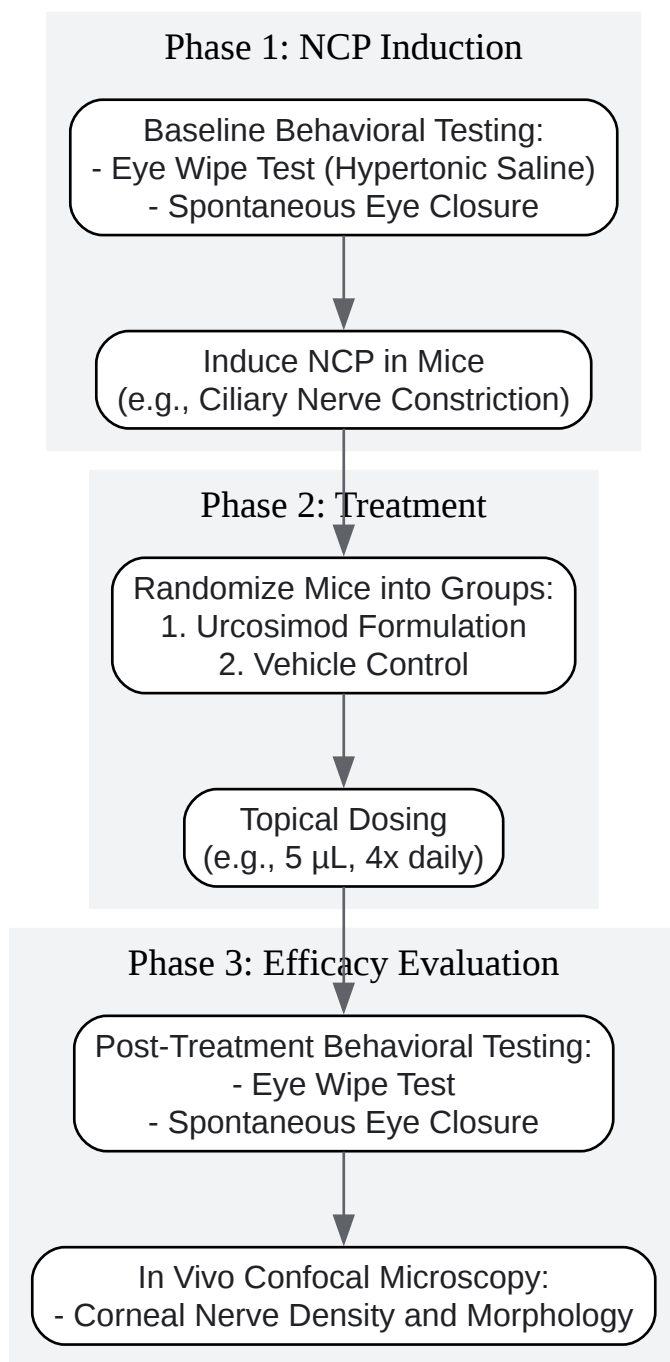 Phase 1: NCP Induction
Baseline Behavioral Testing:
- Eye Wipe Test (Hypertonic Saline)
- Spontaneous Eye Closure
Induce NCP in Mice
(e.g., Ciliary Nerve Constriction)
Phase 2: Treatment
Randomize Mice into Groups:
1. Urcosimod Formulation
2. Vehicle Control
Topical Dosing
(e.g., 5 µL, 4x daily)
Phase 3: Efficacy Evaluation
Post-Treatment Behavioral Testing:
- Eye Wipe Test
- Spontaneous Eye Closure
In Vivo Confocal Microscopy:
- Corneal Nerve Density and Morphology